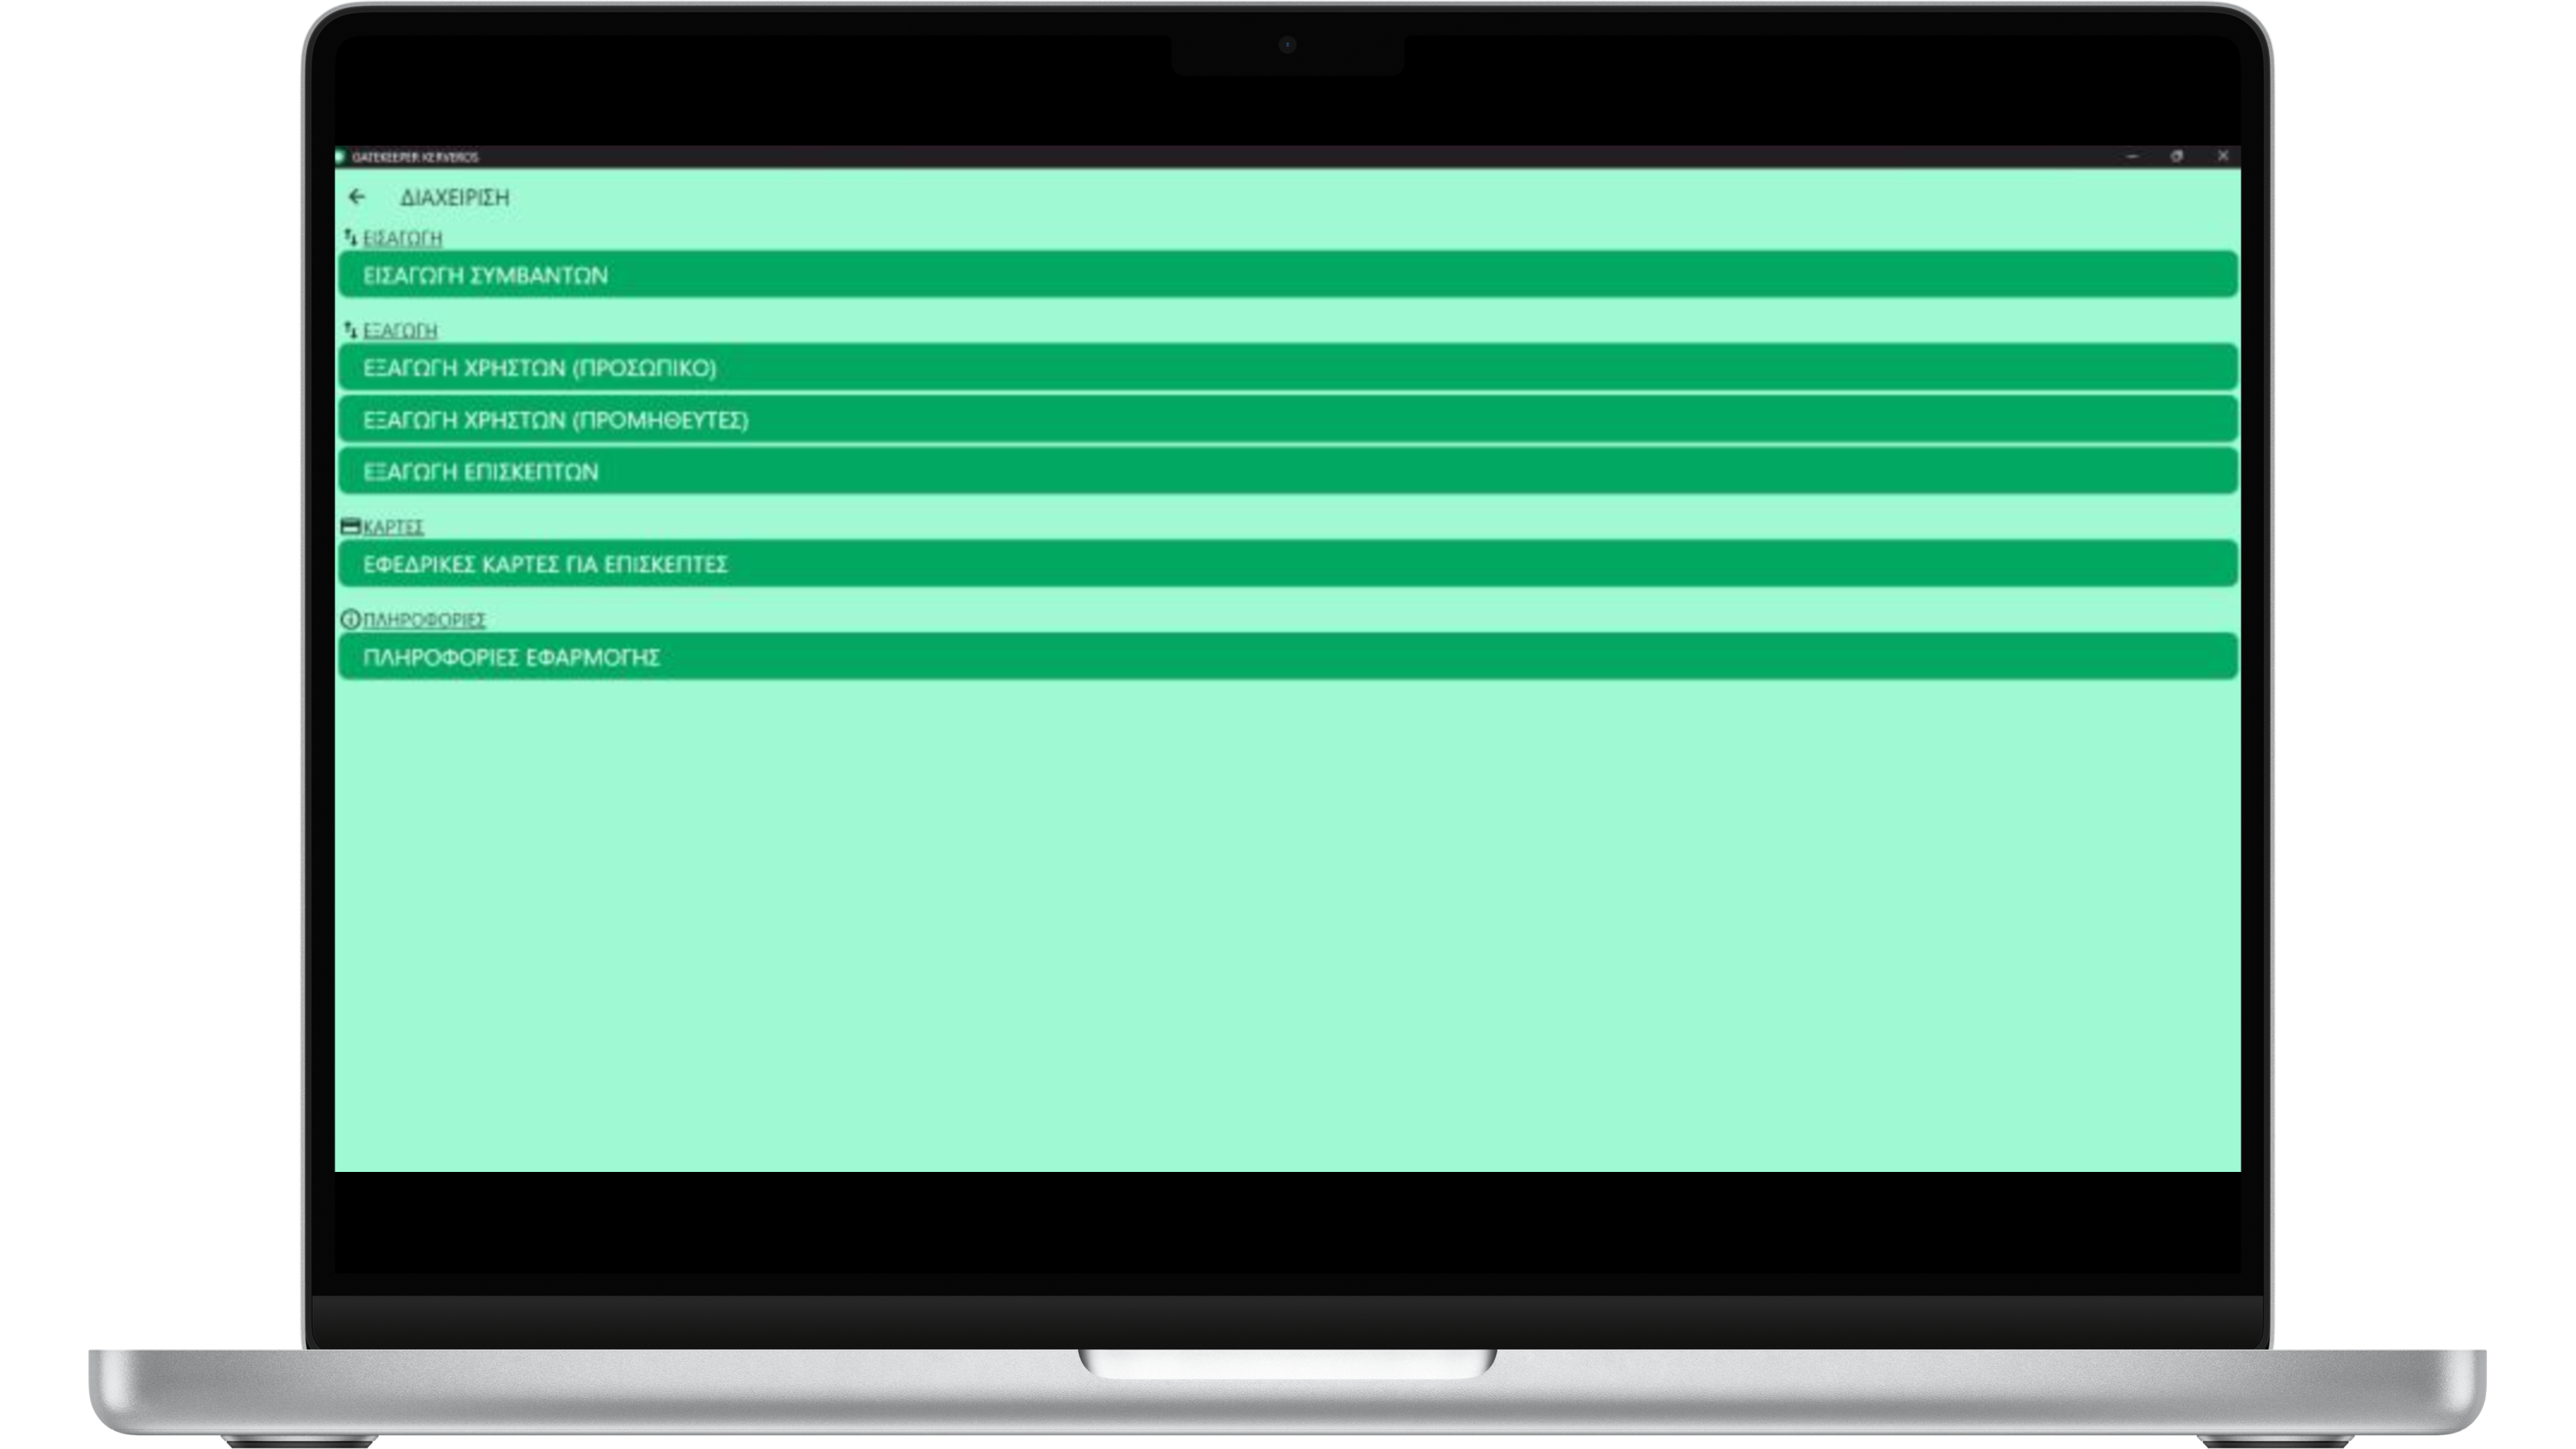 GATEKEEPER KERVEROS
ΔΙΑΧΕΙΡΙΣΗ
ΕΙΣΑΓΩΓΗ
ΕΙΣΑΓΩΓΗ ΣΥΜΒΑΝΤΩΝ
ΕΞΑΓΩΓΗ
ΕΞΑΓΩΓΗ ΧΡΗΣΤΩΝ (ΠΡΟΣΩΠΙΚΟ)
ΕΞΑΓΩΓΗ ΧΡΗΣΤΩΝ (ΠΡΟΜΗΘΕΥΤΕΣ)
ΕΞΑΓΩΓΗ ΕΠΙΣΚΕΠΤΩΝ
ΚΑΡΤΕΣ
ΕΦΕΔΡΙΚΕΣ ΚΑΡΤΕΣ ΓΙΑ ΕΠΙΣΚΕΠΤΕΣ
ΠΛΗΡΟΦΟΡΙΕΣ
ΠΛΗΡΟΦΟΡΙΕΣ ΕΦΑΡΜΟΓΗΣ